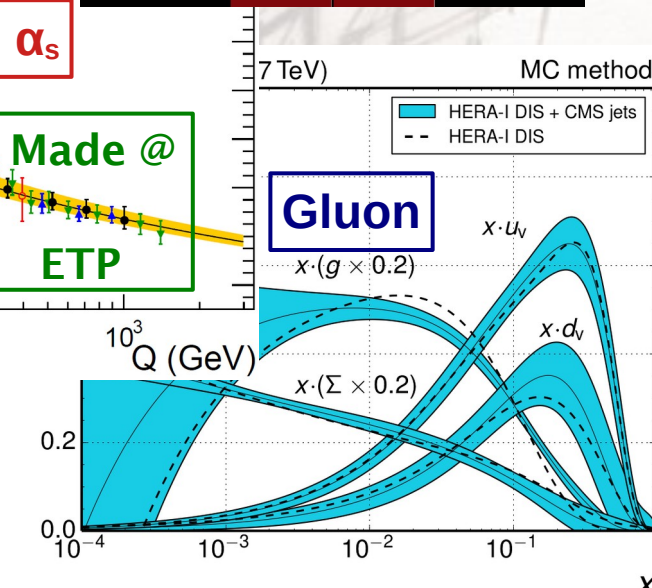 αs
Made @
ETP
10³
Q (GeV)
7 TeV)
MC method
HERA-I DIS + CMS jets
HERA-I DIS
Gluon
x·uv
x·(g × 0.2)
x·dv
x·(Σ × 0.2)
0.2
0.0
10⁻⁴
10⁻³
10⁻²
10⁻¹
x